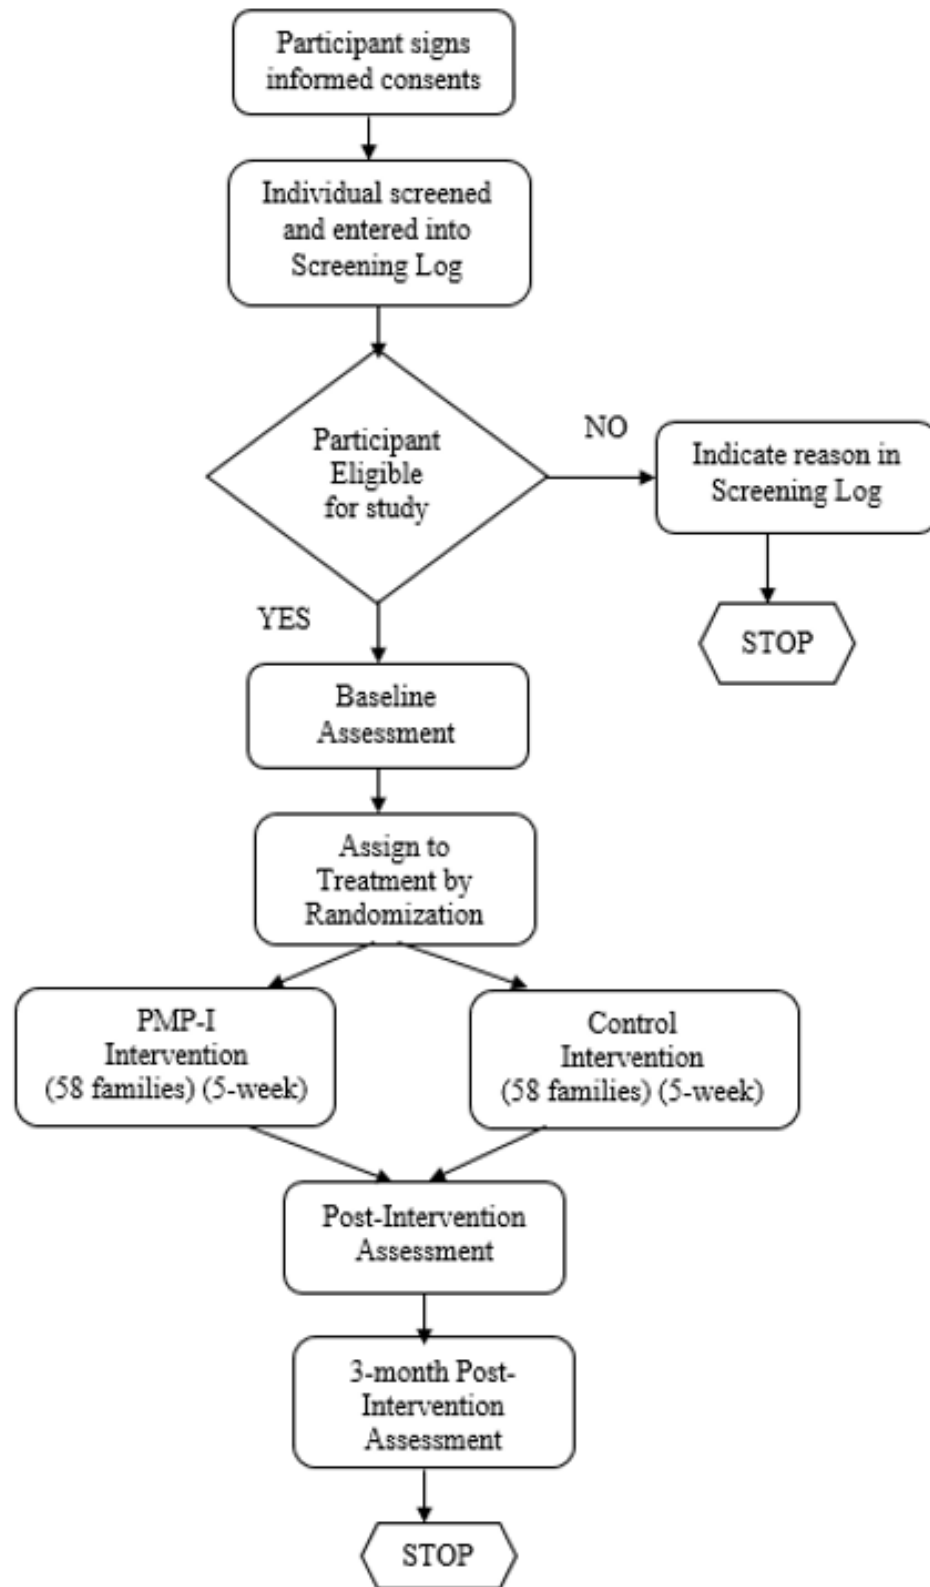 Participant signs
informed consents
Individual screened
and entered into
Screening Log
Participant
Eligible
for study
NO
Indicate reason in
Screening Log
STOP
YES
Baseline
Assessment
Assign to
Treatment by
Randomization
PMP-I
Intervention
(58 families) (5-week)
Control
Intervention
(58 families) (5-week)
Post-Intervention
Assessment
3-month Post-
Intervention
Assessment
STOP